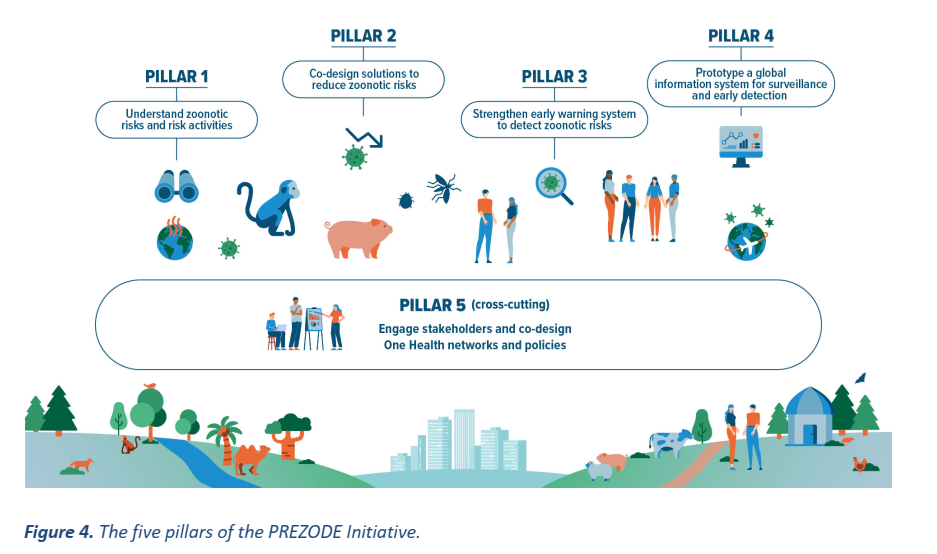 PILLAR 1
Understand zoonotic
risks and risk activities
PILLAR 2
Co-design solutions to
reduce zoonotic risks
PILLAR 3
Strengthen early warning system
to detect zoonotic risks
PILLAR 4
Prototype a global
information system for surveillance
and early detection
PILLAR 5 (cross-cutting)
Engage stakeholders and co-design
One Health networks and policies
Figure 4. The five pillars of the PREZODE Initiative.